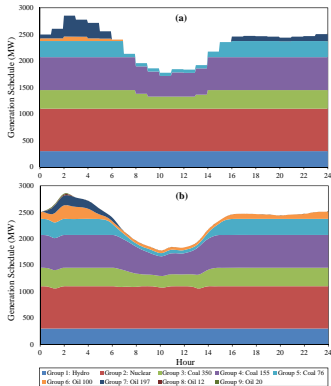 (a)
Generation Schedule (MW)
3000
2500
2000
1500
1000
500
0
0 2 4 6 8 10 12 14 16 18 20 22 24
(b)
Generation Schedule (MW)
3000
2500
2000
1500
1000
500
0
0 2 4 6 8 10 12 14 16 18 20 22 24
Hour
Group 1: Hydro Group 2: Nuclear Group 3: Coal 350 Group 4: Coal 155 Group 5: Coal 76
Group 6: Oil 100 Group 7: Oil 197 Group 8: Oil 12 Group 9: Oil 20